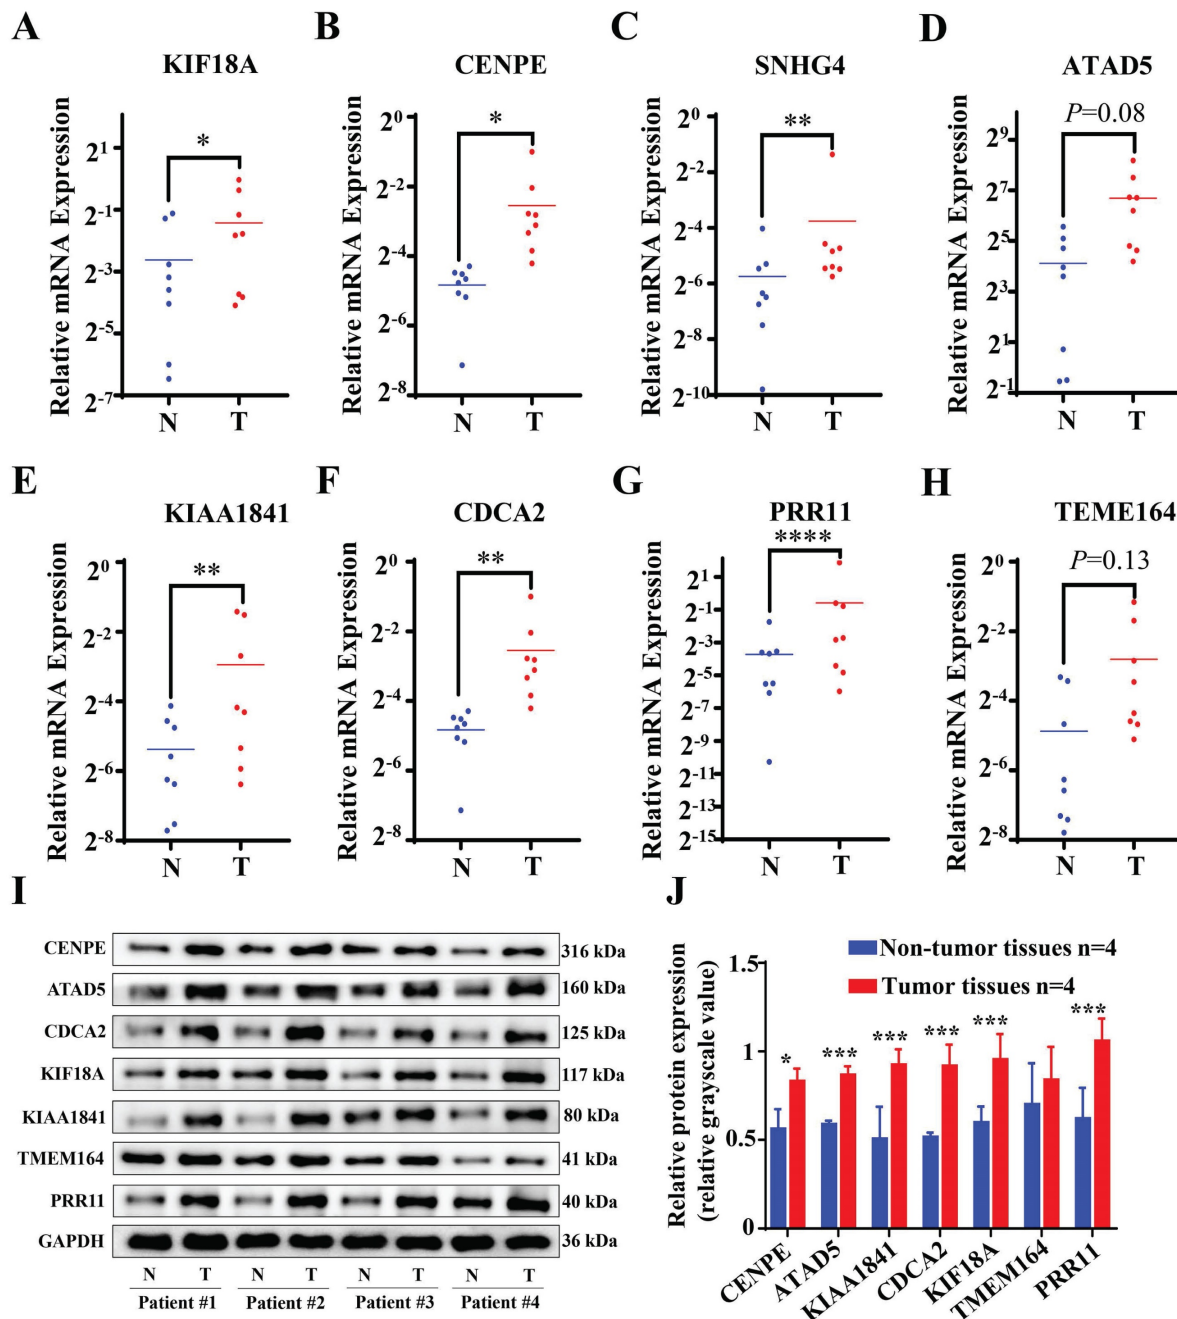 A
KIF18A
Relative mRNA Expression
2^1
2^-1
2^-3
2^-5
2^-7
*
N T
B
CENPE
Relative mRNA Expression
2^0
2^-2
2^-4
2^-6
2^-8
*
N T
C
SNHG4
Relative mRNA Expression
2^0
2^-2
2^-4
2^-6
2^-8
2^-10
**
N T
D
ATAD5
Relative mRNA Expression
2^9
2^7
2^5
2^3
2^1
2^-1
P=0.08
N T
E
KIAA1841
Relative mRNA Expression
2^0
2^-2
2^-4
2^-6
2^-8
**
N T
F
CDCA2
Relative mRNA Expression
2^0
2^-2
2^-4
2^-6
2^-8
**
N T
G
PRR11
Relative mRNA Expression
2^1
2^-1
2^-3
2^-5
2^-7
2^-9
2^-11
2^-13
2^-15
****
N T
H
TEME164
Relative mRNA Expression
2^0
2^-2
2^-4
2^-6
2^-8
P=0.13
N T
I
CENPE 316 kDa
ATAD5 160 kDa
CDCA2 125 kDa
KIF18A 117 kDa
KIAA1841 80 kDa
TMEM164 41 kDa
PRR11 40 kDa
GAPDH 36 kDa
N T N T N T N T
Patient #1 Patient #2 Patient #3 Patient #4
J
Non-tumor tissues n=4
Tumor tissues n=4
Relative protein expression
(relative grayscale value)
1.5
1
0.5
0
* *** *** *** *** ***
CENPE
ATAD5
KIAA1841
CDCA2
KIF18A
TMEM164
PRR11